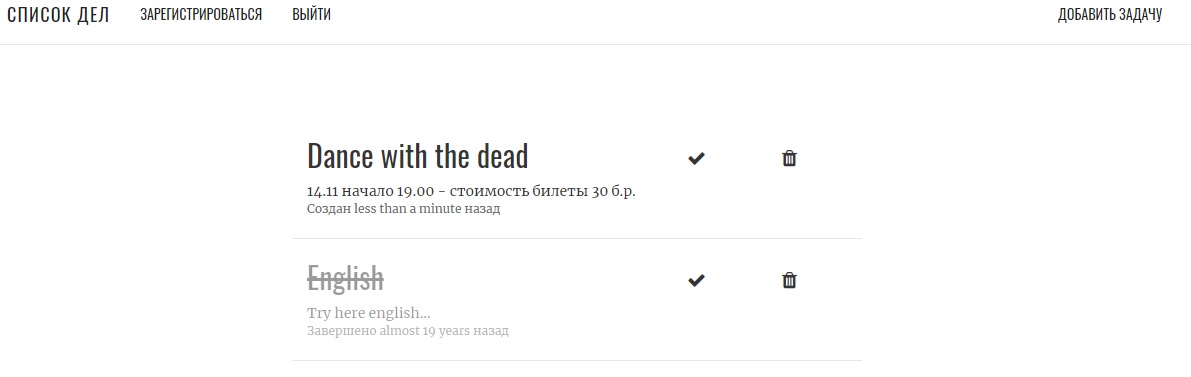 СПИСОК ДЕЛ ЗАРЕГИСТРИРОВАТЬСЯ ВЫЙТИ ДОБАВИТЬ ЗАДАЧУ
Dance with the dead
14.11 начало 19.00 - стоимость билеты 30 б.р.
Создан less than a minute назад
English
Try here english...
Завершено almost 19 years назад